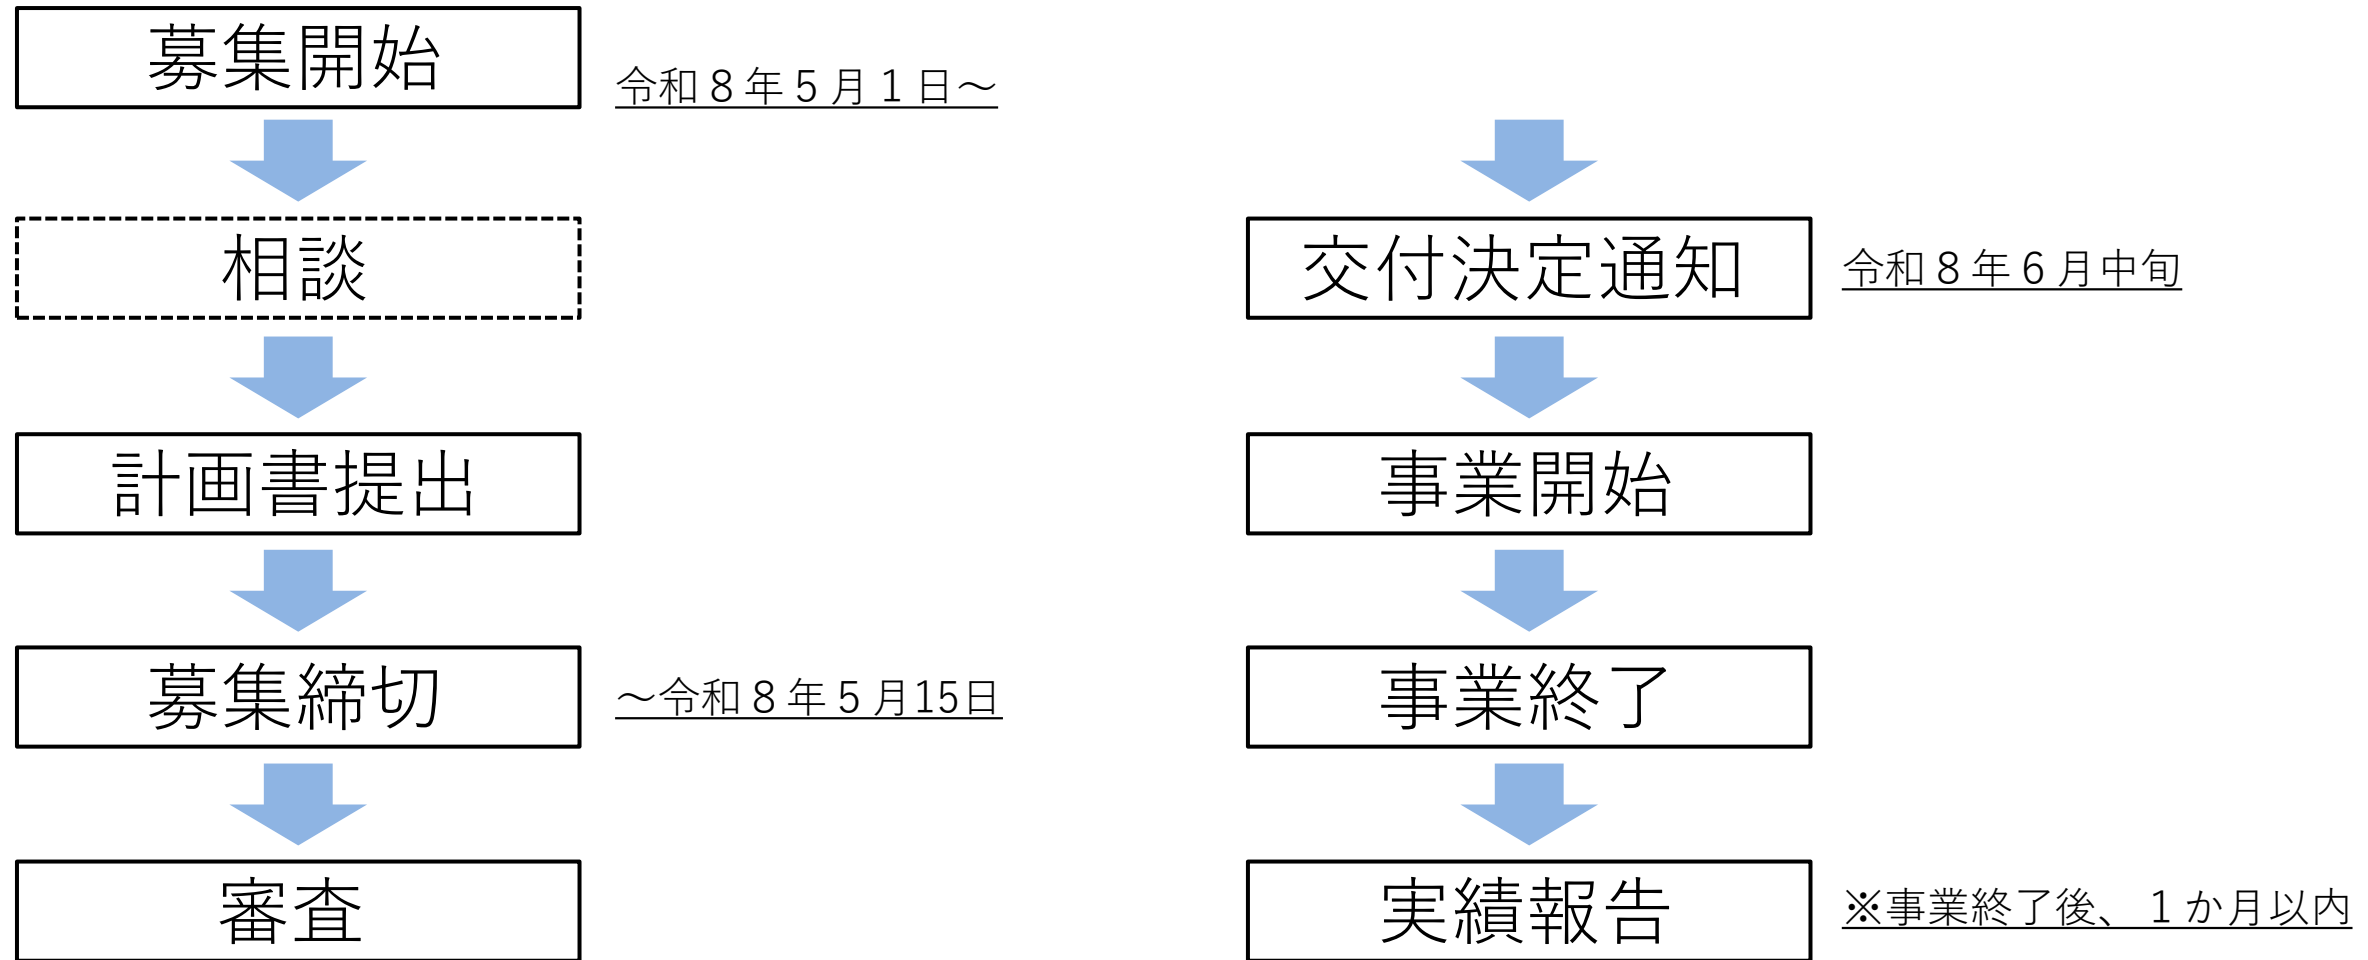 募集開始
令和８年５月１日～
相談
計画書提出
募集締切
～令和８年５月15日
審査
交付決定通知
令和８年６月中旬
事業開始
事業終了
実績報告
※事業終了後、１か月以内